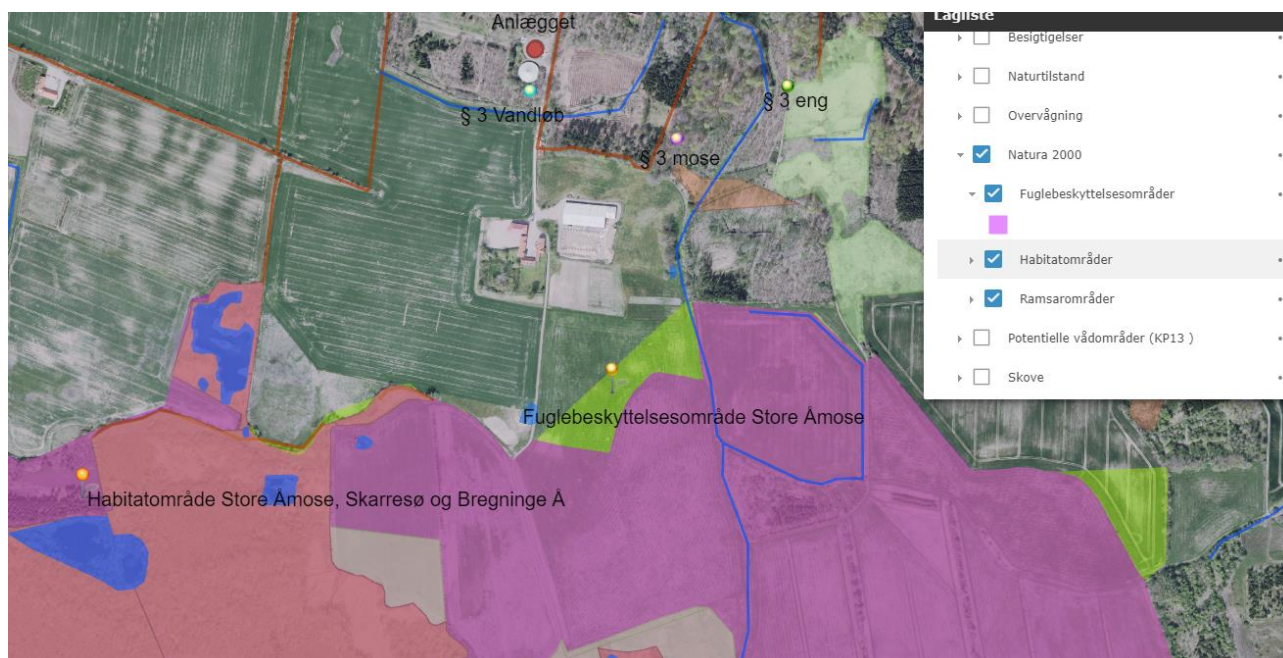 Anlægget
§ 3 Vandløb
§ 3 eng
§ 3 mose
Fuglebeskyttelsesområde Store Åmose
Habitatområde Store Åmose, Skarresø og Bregninge Å
Lagliste
Besigtigelser
Naturtilstand
Overvågning
Natura 2000
Fuglebeskyttelsesområder
Habitatområder
Ramsarområder
Potentielle vådområder (KP13 )
Skove